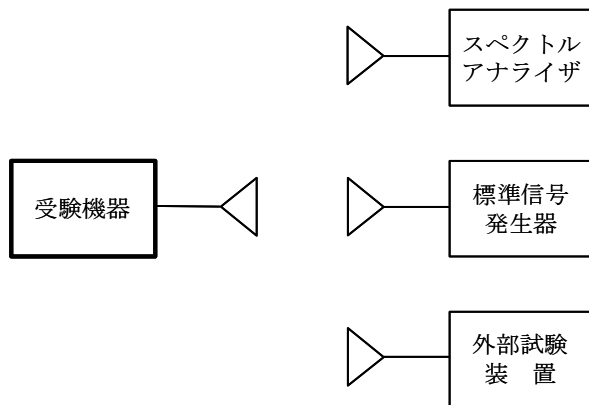 スペクトル
アナライザ
受験機器
標準信号
発生器
外部試験
装　置